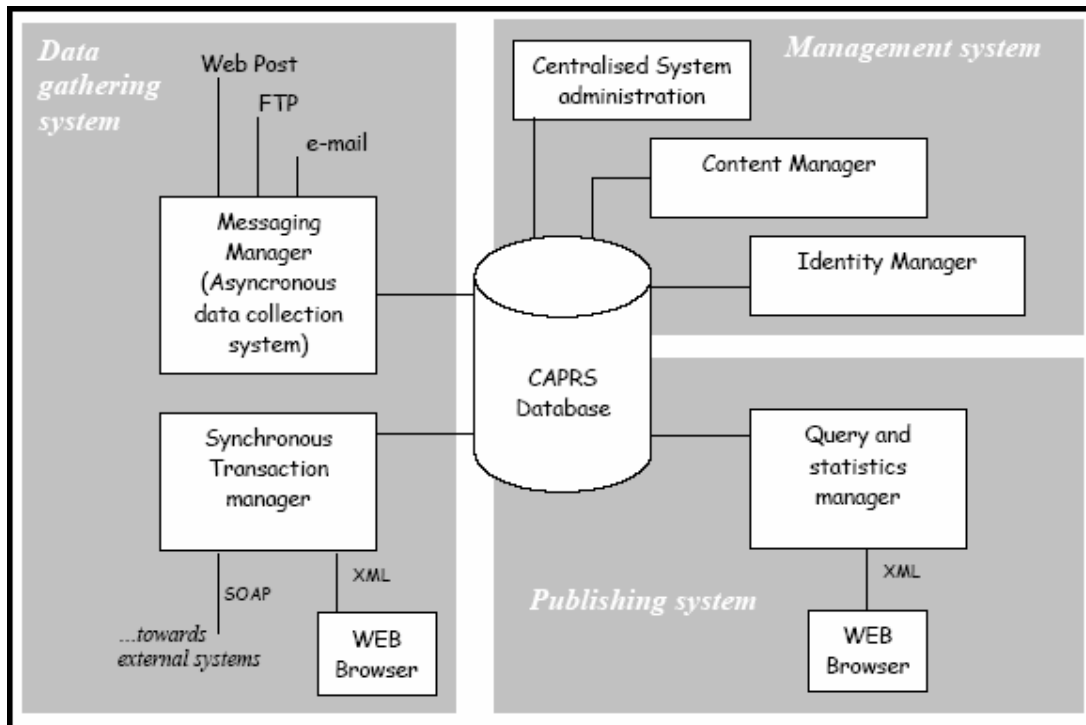 Data
gathering
system
Web Post
FTP
e-mail
Messaging
Manager
(Asyncronous
data collection
system)
Synchronous
Transaction
manager
SOAP
XML
...towards
external systems
WEB
Browser
CAPRS
Database
Management system
Centralised System
administration
Content Manager
Identity Manager
Query and
statistics
manager
XML
Publishing system
WEB
Browser